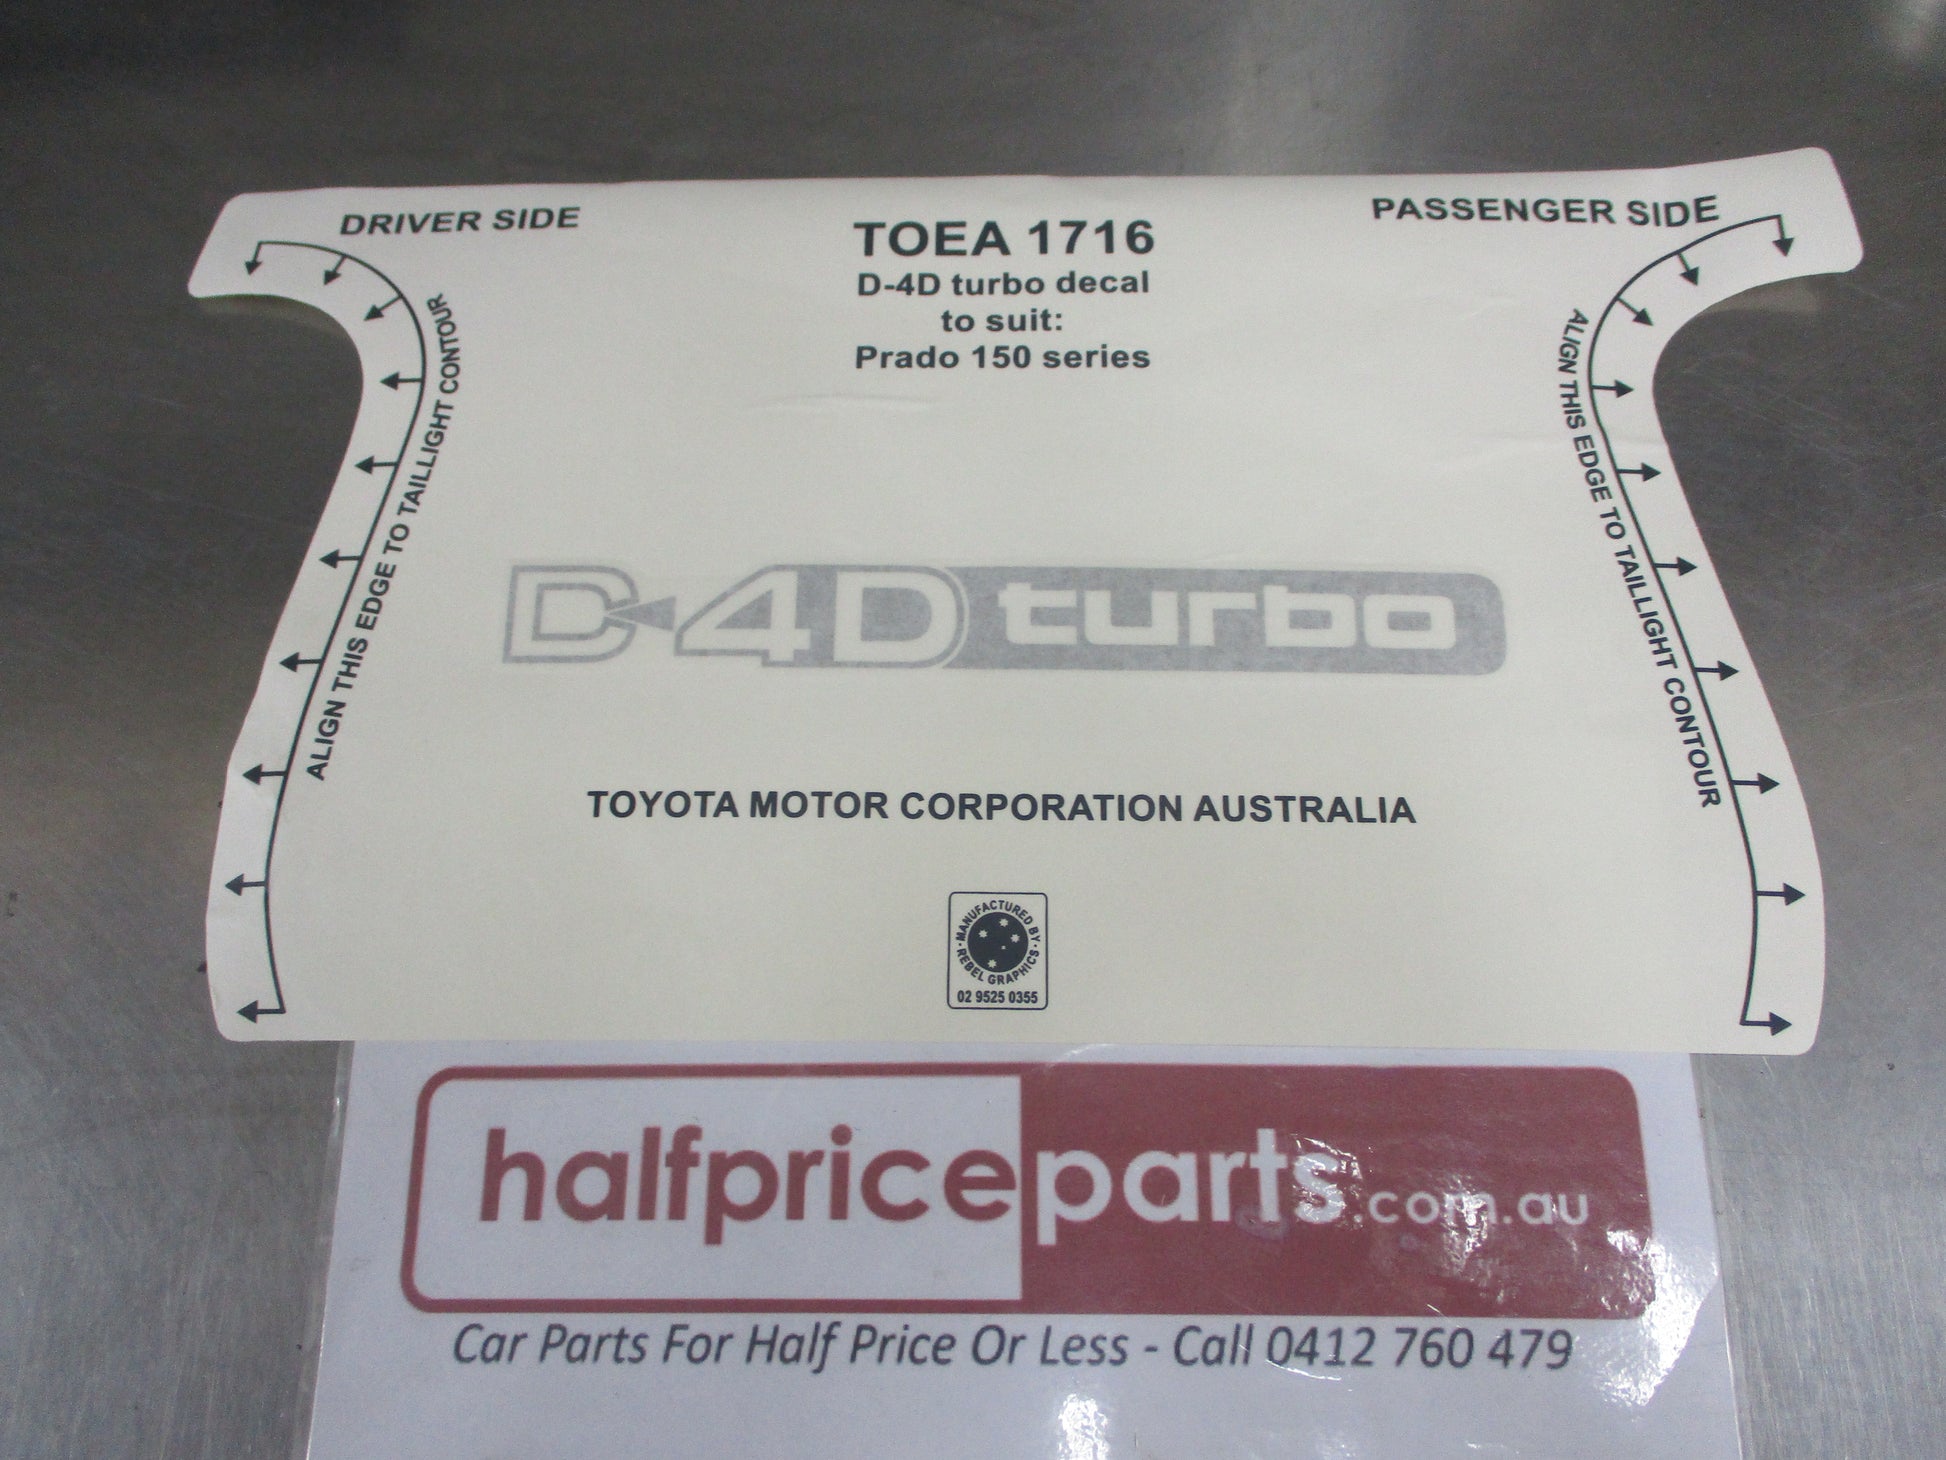 DRIVER SIDE
PASSENGER SIDE
TOEA 1716
D-4D turbo decal
to suit:
Prado 150 series
ALIGN THIS EDGE TO TAILLIGHT CONTOUR
ALIGN THIS EDGE TO TAILLIGHT CONTOUR
D-4D turbo
TOYOTA MOTOR CORPORATION AUSTRALIA
• MANUFACTURED BY •
REBEL GRAPHICS
02 9525 0355
halfpriceparts.com.au
Car Parts For Half Price Or Less - Call 0412 760 479